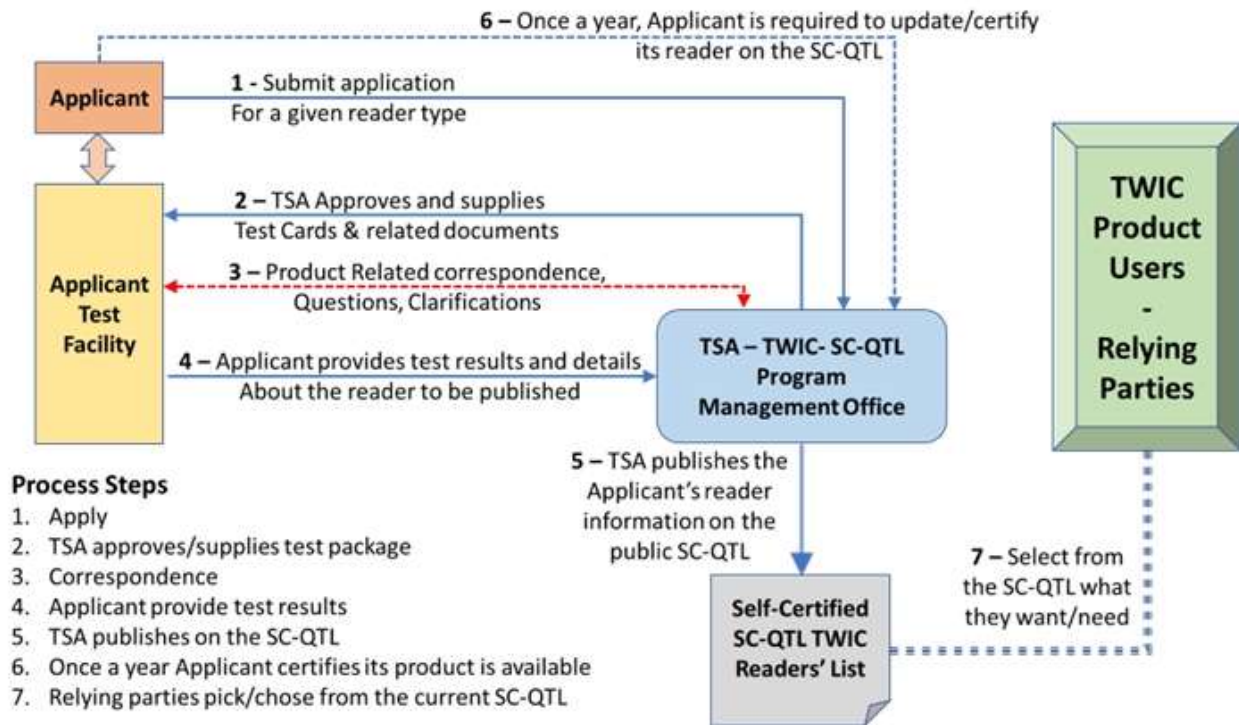 6 – Once a year, Applicant is required to update/certify
its reader on the SC-QTL
Applicant
1 - Submit application
For a given reader type
2 – TSA Approves and supplies
Test Cards & related documents
3 – Product Related correspondence,
Questions, Clarifications
Applicant
Test
Facility
4 – Applicant provides test results and details
About the reader to be published
TSA – TWIC- SC-QTL
Program
Management Office
TWIC
Product
Users
-
Relying
Parties
5 – TSA publishes the
Applicant's reader
information on the
public SC-QTL
7 – Select from
the SC-QTL what
they want/need
Self-Certified
SC-QTL TWIC
Readers' List
Process Steps
1. Apply
2. TSA approves/supplies test package
3. Correspondence
4. Applicant provide test results
5. TSA publishes on the SC-QTL
6. Once a year Applicant certifies its product is available
7. Relying parties pick/chose from the current SC-QTL